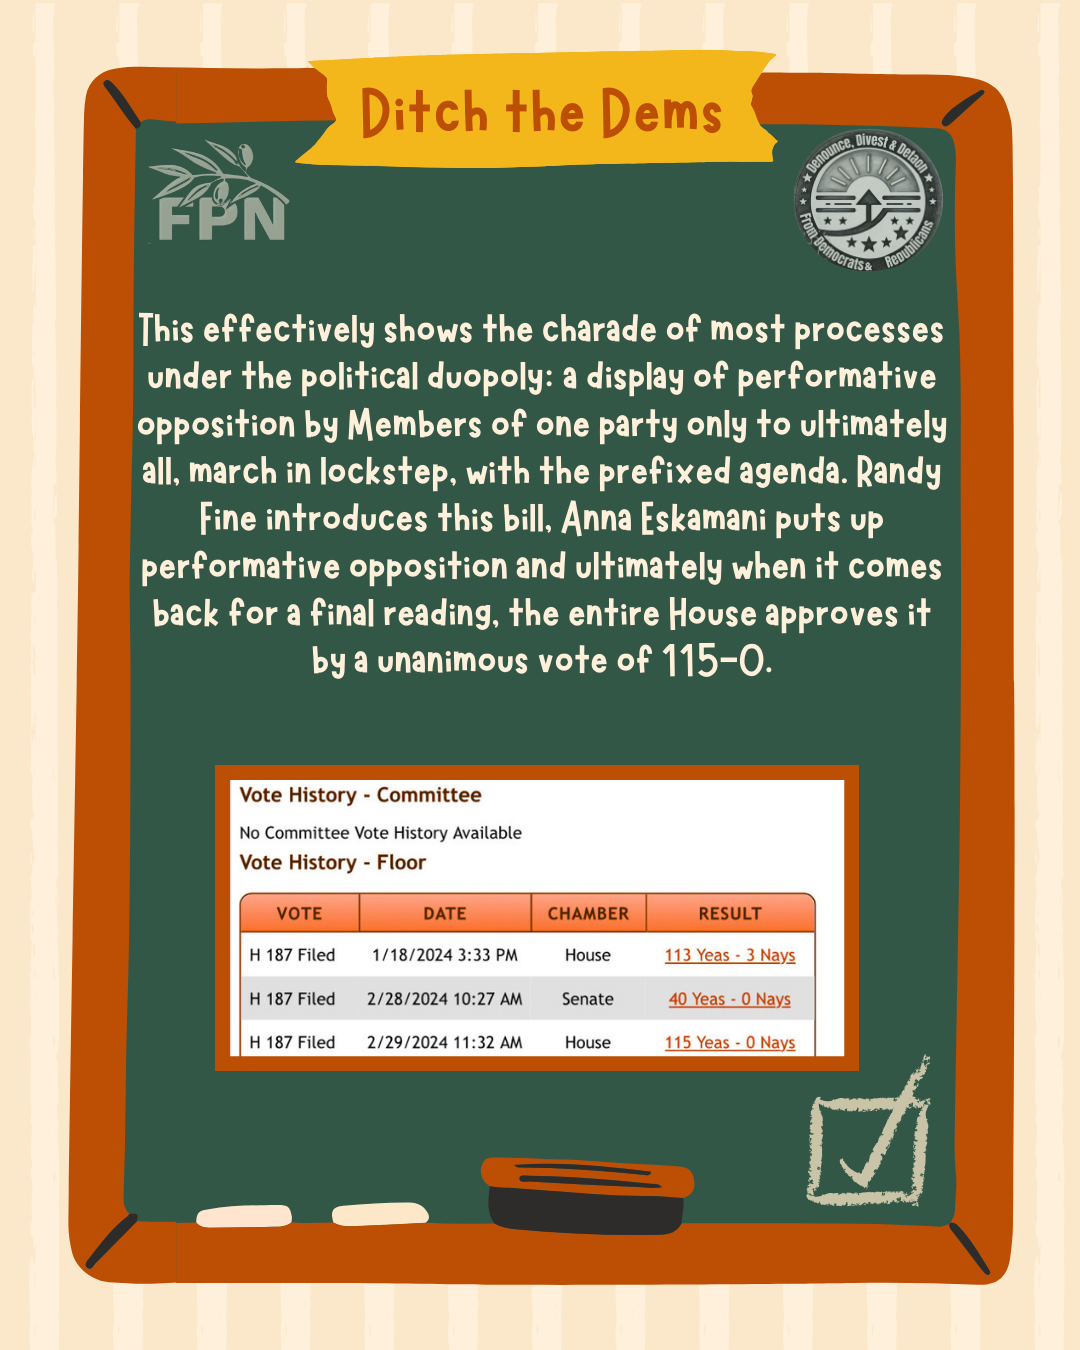 Ditch the Dems
FPN
Denounce, Divest & Detach
From Democrats & Republicans
This effectively shows the charade of most processes
under the political duopoly: a display of performative
opposition by Members of one party only to ultimately
all, march in lockstep, with the prefixed agenda. Randy
Fine introduces this bill, Anna Eskamani puts up
performative opposition and ultimately when it comes
back for a final reading, the entire House approves it
by a unanimous vote of 115-0.
Vote History - Committee
No Committee Vote History Available
Vote History - Floor
VOTE DATE CHAMBER RESULT
H 187 Filed 1/18/2024 3:33 PM House 113 Yeas - 3 Nays
H 187 Filed 2/28/2024 10:27 AM Senate 40 Yeas - 0 Nays
H 187 Filed 2/29/2024 11:32 AM House 115 Yeas - 0 Nays